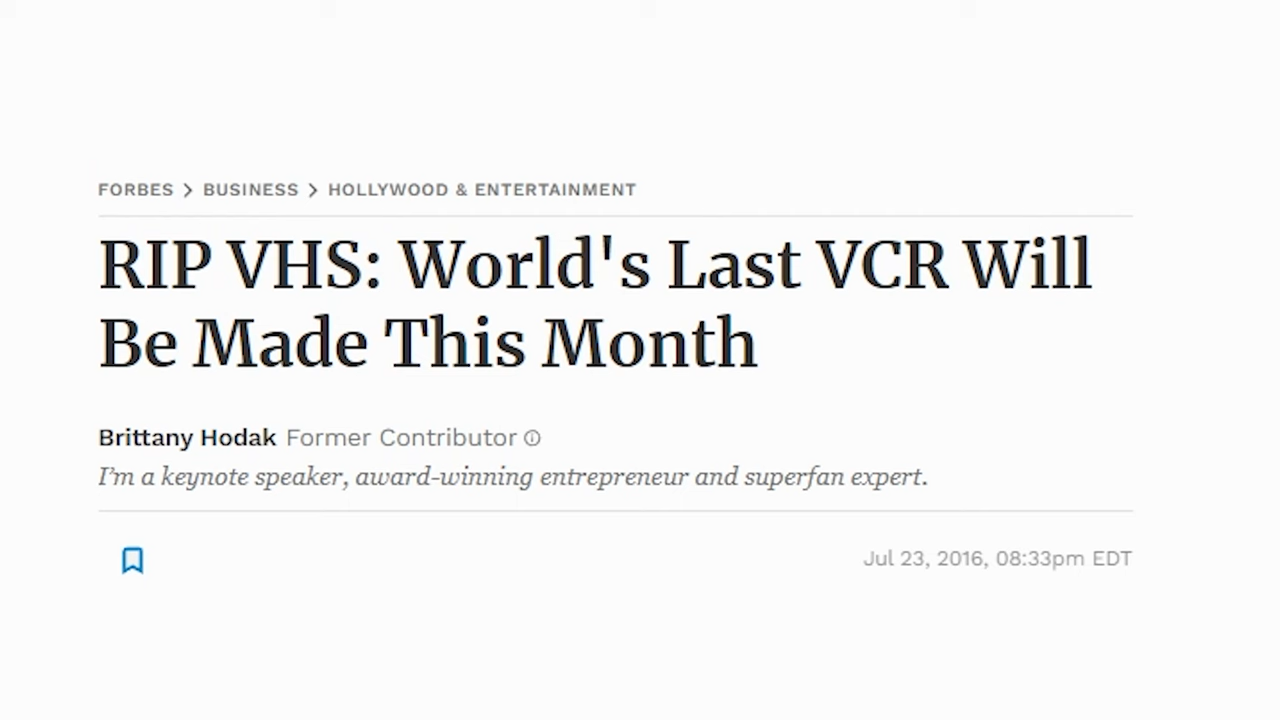 FORBES > BUSINESS > HOLLYWOOD & ENTERTAINMENT
RIP VHS: World's Last VCR Will
Be Made This Month
Brittany Hodak Former Contributor ⓘ
I'm a keynote speaker, award-winning entrepreneur and superfan expert.
Jul 23, 2016, 08:33pm EDT